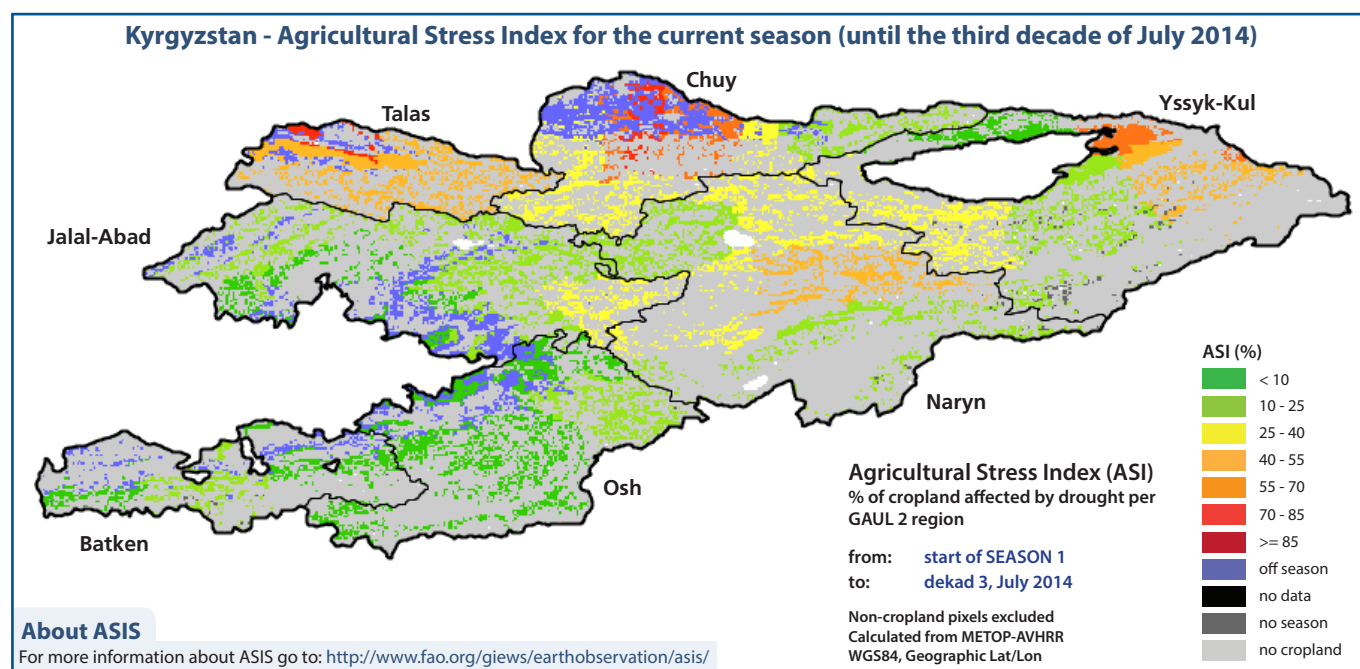 Kyrgyzstan - Agricultural Stress Index for the current season (until the third decade of July 2014)
Chuy
Yssyk-Kul
Talas
Jalal-Abad
Naryn
Osh
Batken
ASI (%)
< 10
10 - 25
25 - 40
40 - 55
55 - 70
70 - 85
>= 85
off season
no data
no season
no cropland
Agricultural Stress Index (ASI)
% of cropland affected by drought per
GAUL 2 region
from: start of SEASON 1
to: dekad 3, July 2014
Non-cropland pixels excluded
Calculated from METOP-AVHRR
WGS84, Geographic Lat/Lon
About ASIS
For more information about ASIS go to: http://www.fao.org/giews/earthobservation/asis/